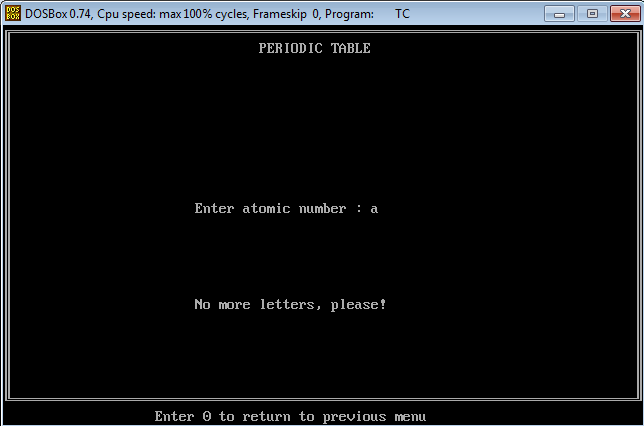 DOSBox 0.74, Cpu speed: max 100% cycles, Frameskip 0, Program: TC
PERIODIC TABLE
Enter atomic number : a
No more letters, please!
Enter 0 to return to previous menu